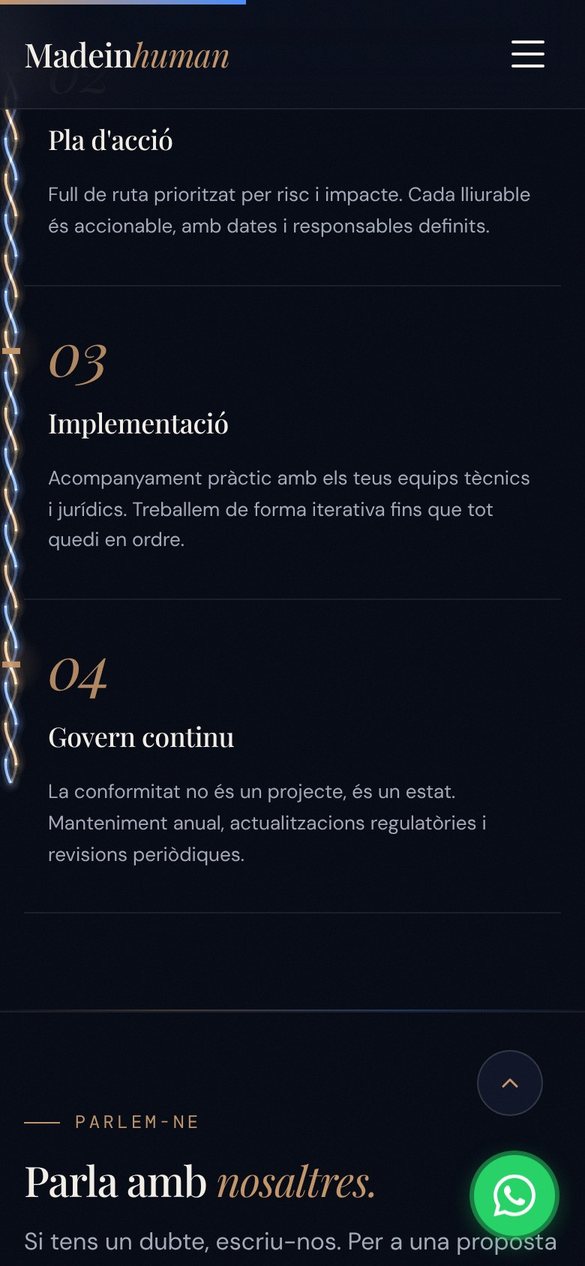 Madeinhuman
02
Pla d'acció
Full de ruta prioritzat per risc i impacte. Cada lliurable
és accionable, amb dates i responsables definits.
03
Implementació
Acompanyament pràctic amb els teus equips tècnics
i jurídics. Treballem de forma iterativa fins que tot
quedi en ordre.
04
Govern continu
La conformitat no és un projecte, és un estat.
Manteniment anual, actualitzacions regulatòries i
revisions periòdiques.
PARLEM-NE
Parla amb nosaltres.
Si tens un dubte, escriu-nos. Per a una proposta